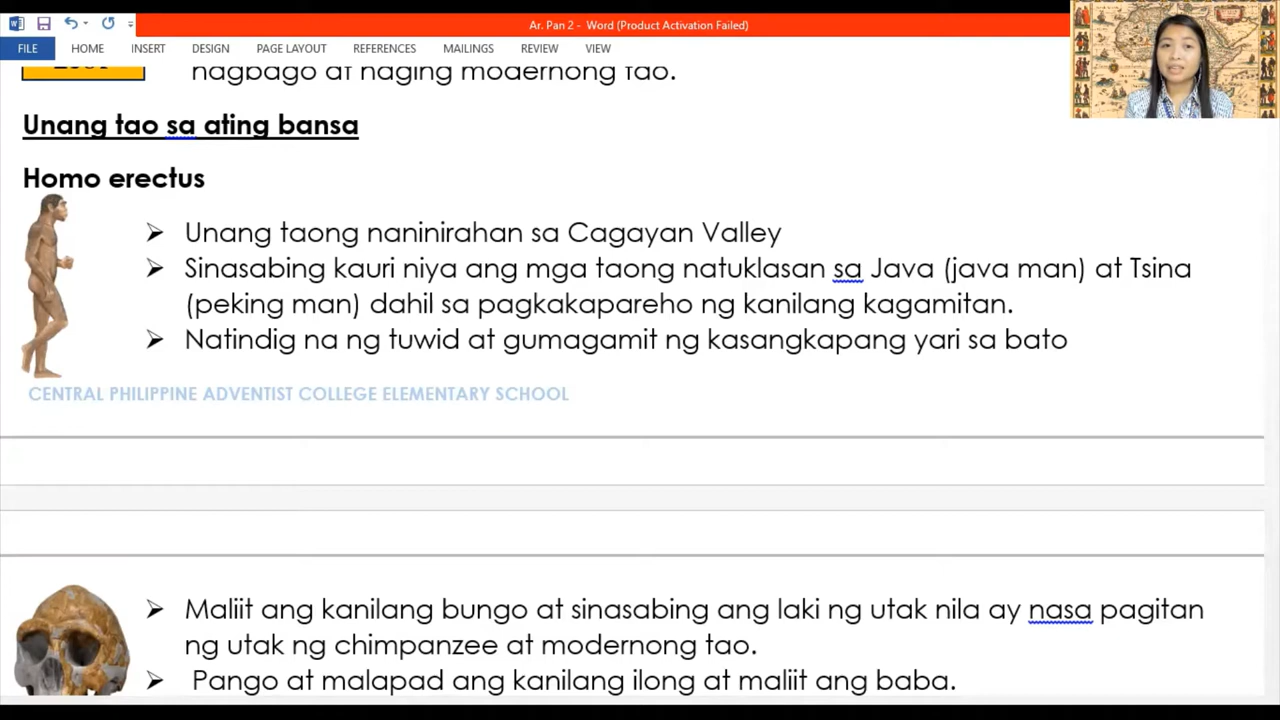 Ar. Pan 2 - Word (Product Activation Failed)
FILE HOME INSERT DESIGN PAGE LAYOUT REFERENCES MAILINGS REVIEW VIEW
nagbago at naging modernong tao.
Unang tao sa ating bansa
Homo erectus
➢ Unang taong naninirahan sa Cagayan Valley
➢ Sinasabing kauri niya ang mga taong natuklasan sa Java (java man) at Tsina
(peking man) dahil sa pagkakapareho ng kanilang kagamitan.
➢ Natindig na ng tuwid at gumagamit ng kasangkapang yari sa bato
CENTRAL PHILIPPINE ADVENTIST COLLEGE ELEMENTARY SCHOOL
➢ Maliit ang kanilang bungo at sinasabing ang laki ng utak nila ay nasa pagitan
ng utak ng chimpanzee at modernong tao.
➢ Pango at malapad ang kanilang ilong at maliit ang baba.